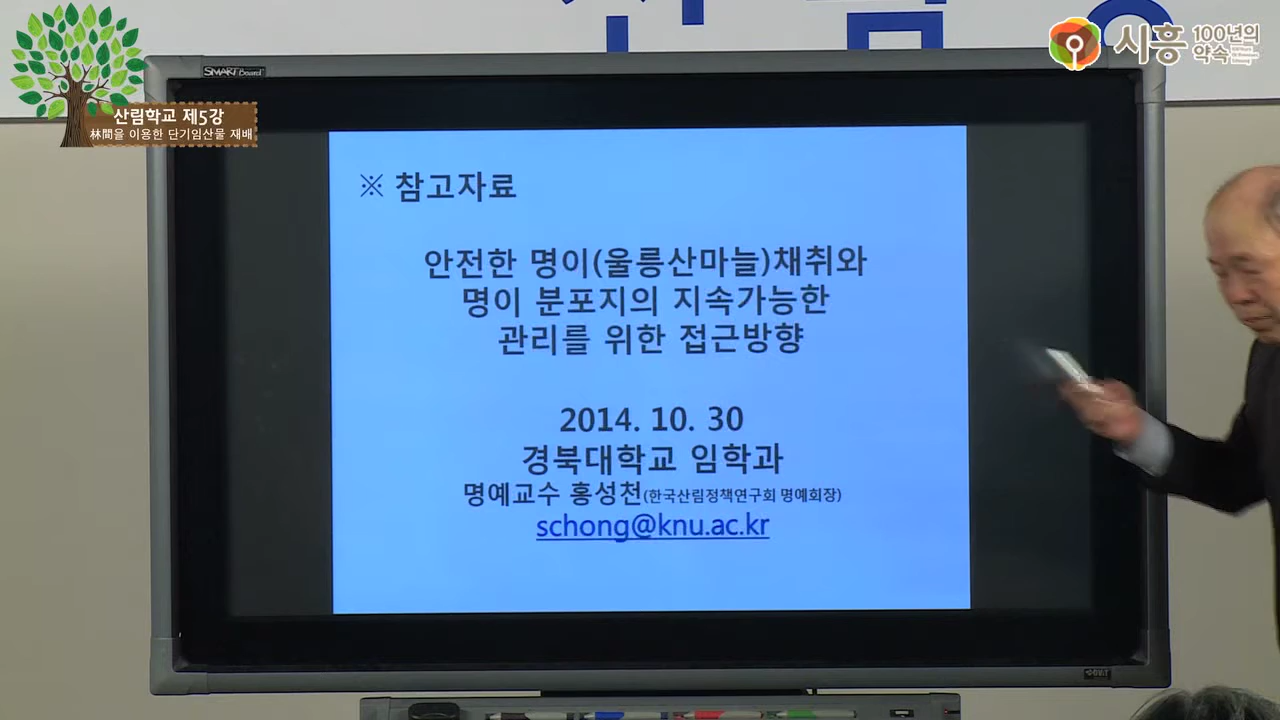 시흥 100년의
약속
SMART Board
산림학교 제5강
林間을 이용한 단기임산물 재배
※ 참고자료
안전한 명이(울릉산마늘)채취와
명이 분포지의 지속가능한
관리를 위한 접근방향
2014. 10. 30
경북대학교 임학과
명예교수 홍성천(한국산림정책연구회 명예회장)
schong@knu.ac.kr